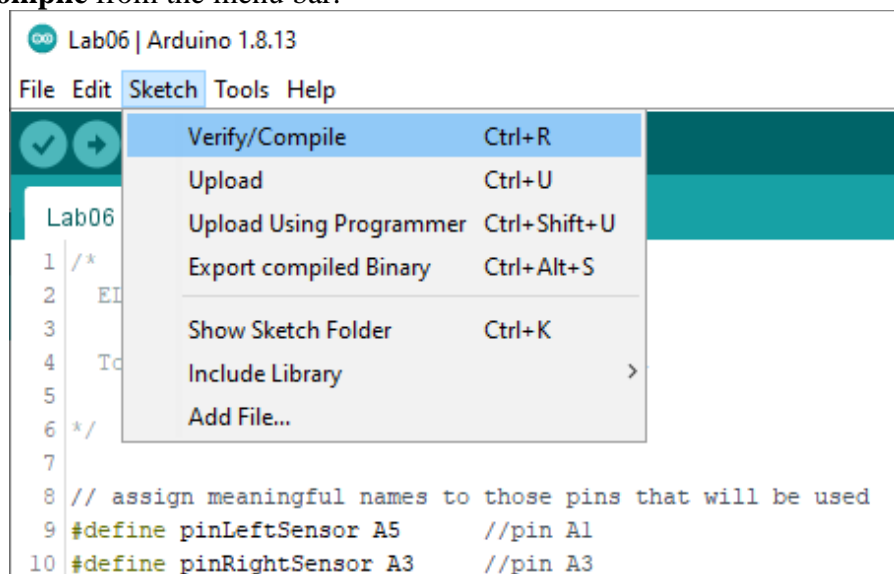 from the menu bar.
Lab06 | Arduino 1.8.13
File Edit Sketch Tools Help
Verify/Compile Ctrl+R
Upload Ctrl+U
Lab06
Upload Using Programmer Ctrl+Shift+U
1 /*
Export compiled Binary Ctrl+Alt+S
2
3
Show Sketch Folder Ctrl+K
4
Include Library >
5
Add File...
6 */
7
8 // assign meaningful names to those pins that will be used
9 #define pinLeftSensor A5 //pin A1
10 #define pinRightSensor A3 //pin A3